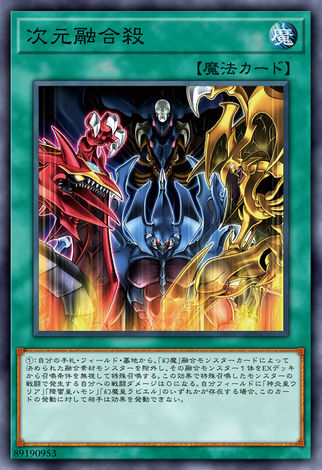 次元融合殺
魔
【魔法カード】
①:自分の手札・フィールド・墓地から、「幻魔」融合モンスターカードによって
決められた融合素材モンスターを除外し、その融合モンスター1体をEXデッキ
から召喚条件を無視して特殊召喚する。この効果で特殊召喚したモンスターの
戦闘で発生する自分への戦闘ダメージは0になる。自分フィールドに「神炎皇ウ
リア」「降雷皇ハモン」「幻魔皇ラビエル」のいずれかが存在する場合、このカー
ドの発動に対して相手は効果を発動できない。
89190953